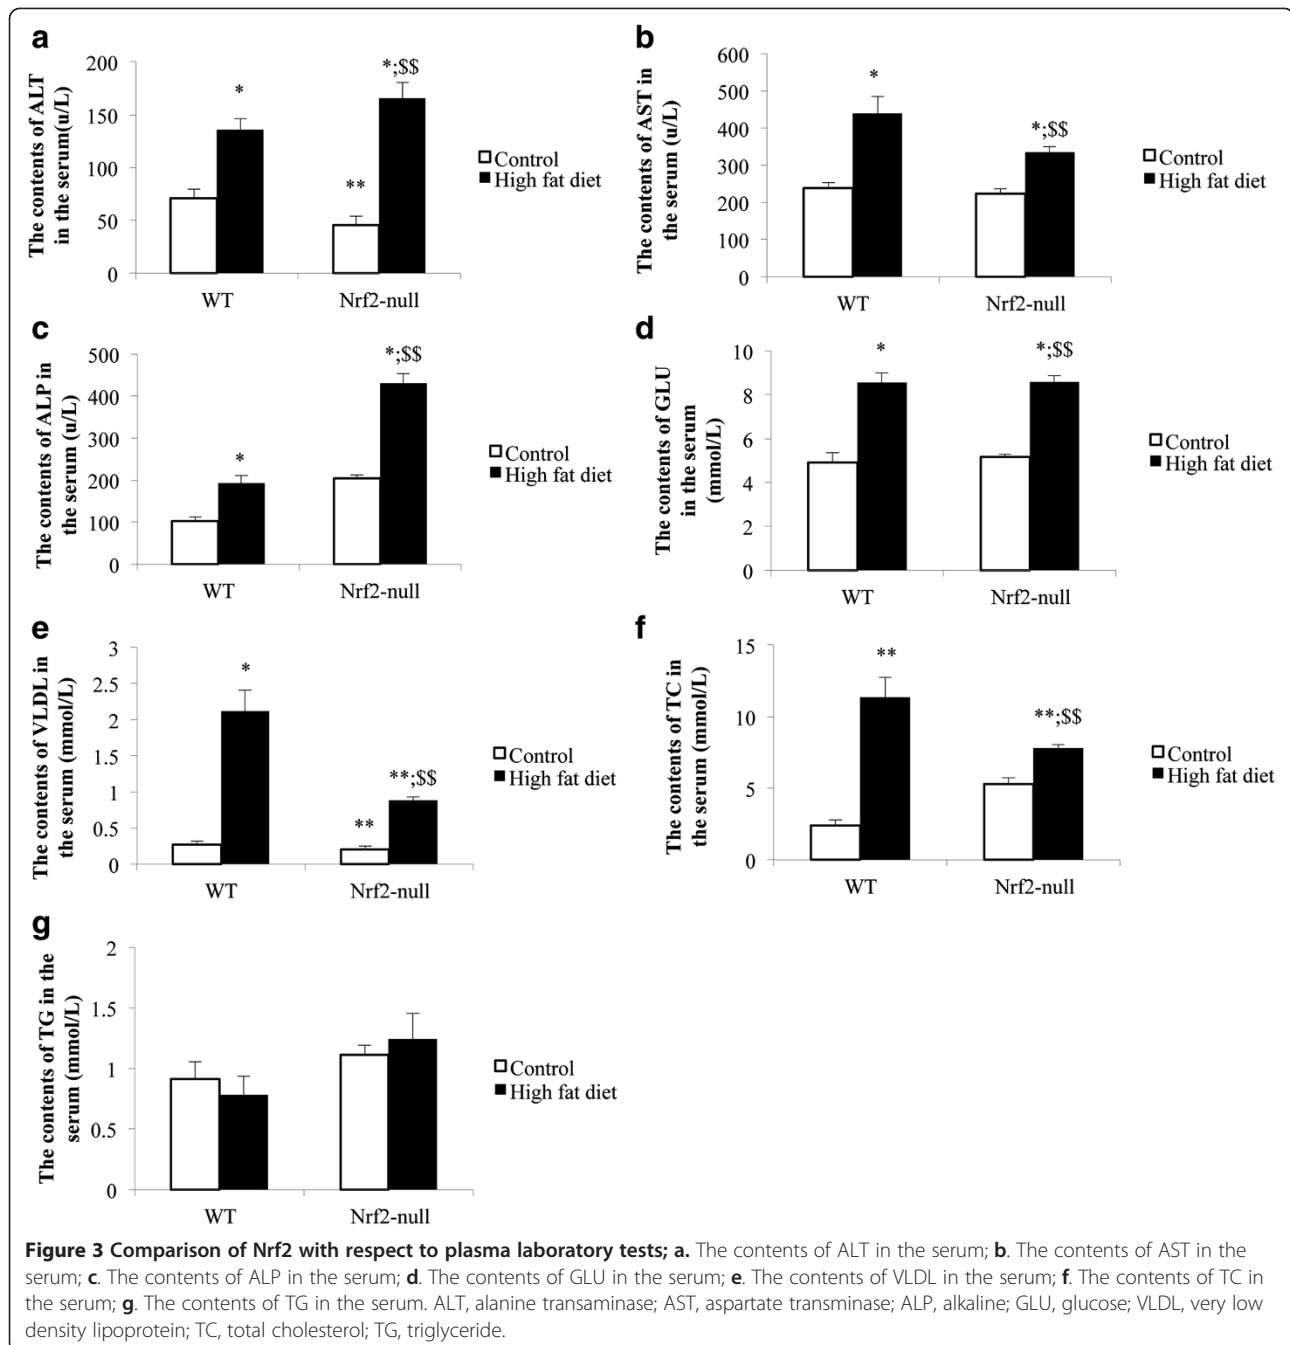 a
The contents of ALT
in the serum(u/L)
200
150
100
50
0
*
**
*;$$
WT
Nrf2-null
Control
High fat diet
b
The contents of AST in
the serum (u/L)
600
500
400
300
200
100
0
*
*;$$
WT
Nrf2-null
Control
High fat diet
c
The contents of ALP in
the serum (u/L)
500
400
300
200
100
0
*
*;$$
WT
Nrf2-null
Control
High fat diet
d
The contents of GLU
in the serum
(mmol/L)
10
8
6
4
2
0
*
*;$$
WT
Nrf2-null
Control
High fat diet
e
The contents of VLDL in
the serum (mmol/L)
3
2.5
2
1.5
1
0.5
0
*
**
**;$$
WT
Nrf2-null
Control
High fat diet
f
The contents of TC in
the serum (mmol/L)
15
10
5
0
**
**;$$
WT
Nrf2-null
Control
High fat diet
g
The contents of TG in the
serum (mmol/L)
2
1.5
1
0.5
0
WT
Nrf2-null
Control
High fat diet
Figure 3 Comparison of Nrf2 with respect to plasma laboratory tests; a. The contents of ALT in the serum; b. The contents of AST in the
serum; c. The contents of ALP in the serum; d. The contents of GLU in the serum; e. The contents of VLDL in the serum; f. The contents of TC in
the serum; g. The contents of TG in the serum. ALT, alanine transaminase; AST, aspartate transminase; ALP, alkaline; GLU, glucose; VLDL, very low
density lipoprotein; TC, total cholesterol; TG, triglyceride.